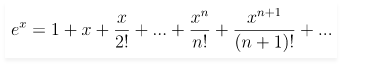 e^x = 1 + x + x/2! + ... + x^n/n! + x^{n+1}/(n+1)! + ...